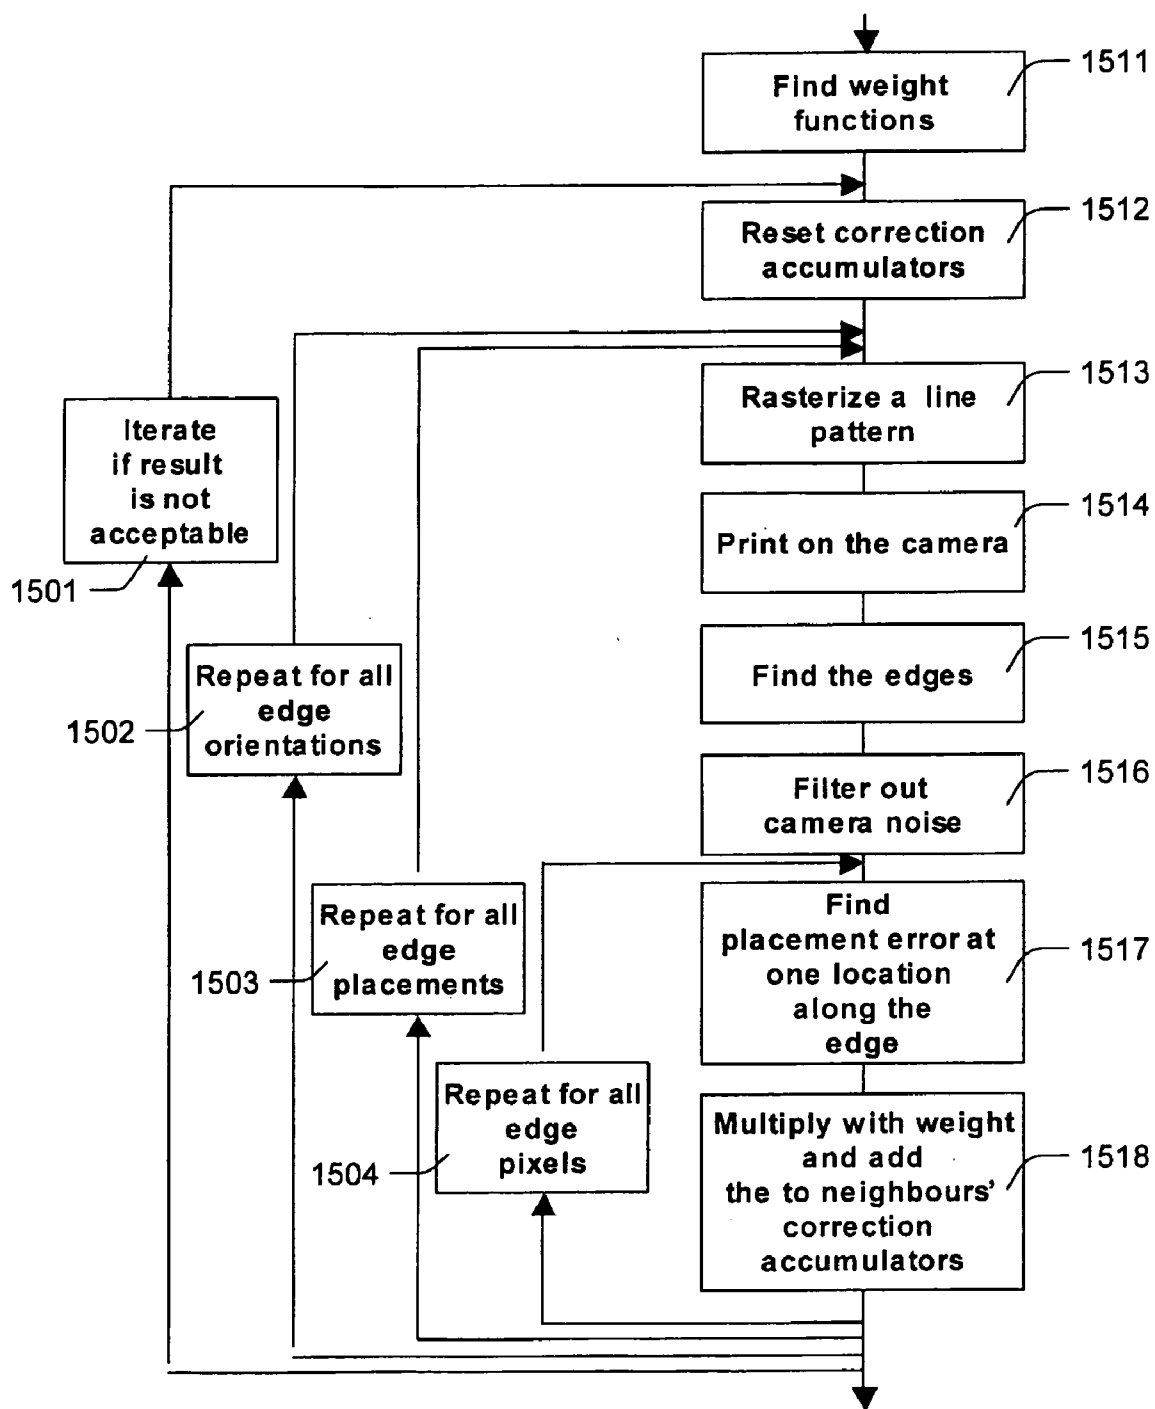 Find weight
functions
1511
Reset correction
accumulators
1512
Rasterize a line
pattern
1513
Iterate
if result
is not
acceptable
1501
Print on the camera
1514
Find the edges
1515
Repeat for all
edge
orientations
1502
Filter out
camera noise
1516
Repeat for all
edge
placements
1503
Find
placement error at
one location
along the
edge
1517
Repeat for all
edge
pixels
1504
Multiply with weight
and add
the to neighbours'
correction
accumulators
1518